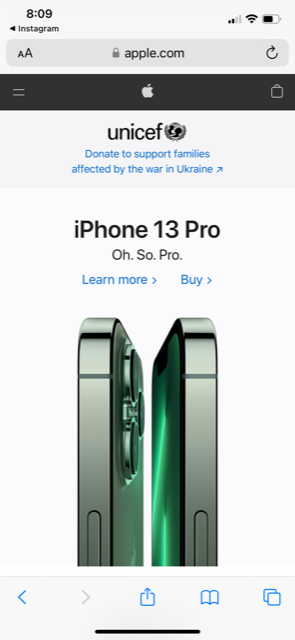 8:09
◀ Instagram
AA apple.com
unicef
Donate to support families
affected by the war in Ukraine ↗
iPhone 13 Pro
Oh. So. Pro.
Learn more > Buy >